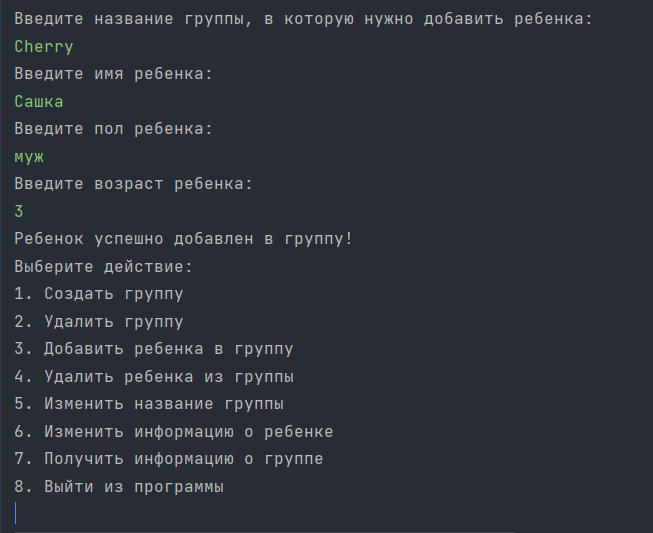 Введите название группы, в которую нужно добавить ребенка:
Cherry
Введите имя ребенка:
Сашка
Введите пол ребенка:
муж
Введите возраст ребенка:
3
Ребенок успешно добавлен в группу!
Выберите действие:
1. Создать группу
2. Удалить группу
3. Добавить ребенка в группу
4. Удалить ребенка из группы
5. Изменить название группы
6. Изменить информацию о ребенке
7. Получить информацию о группе
8. Выйти из программы